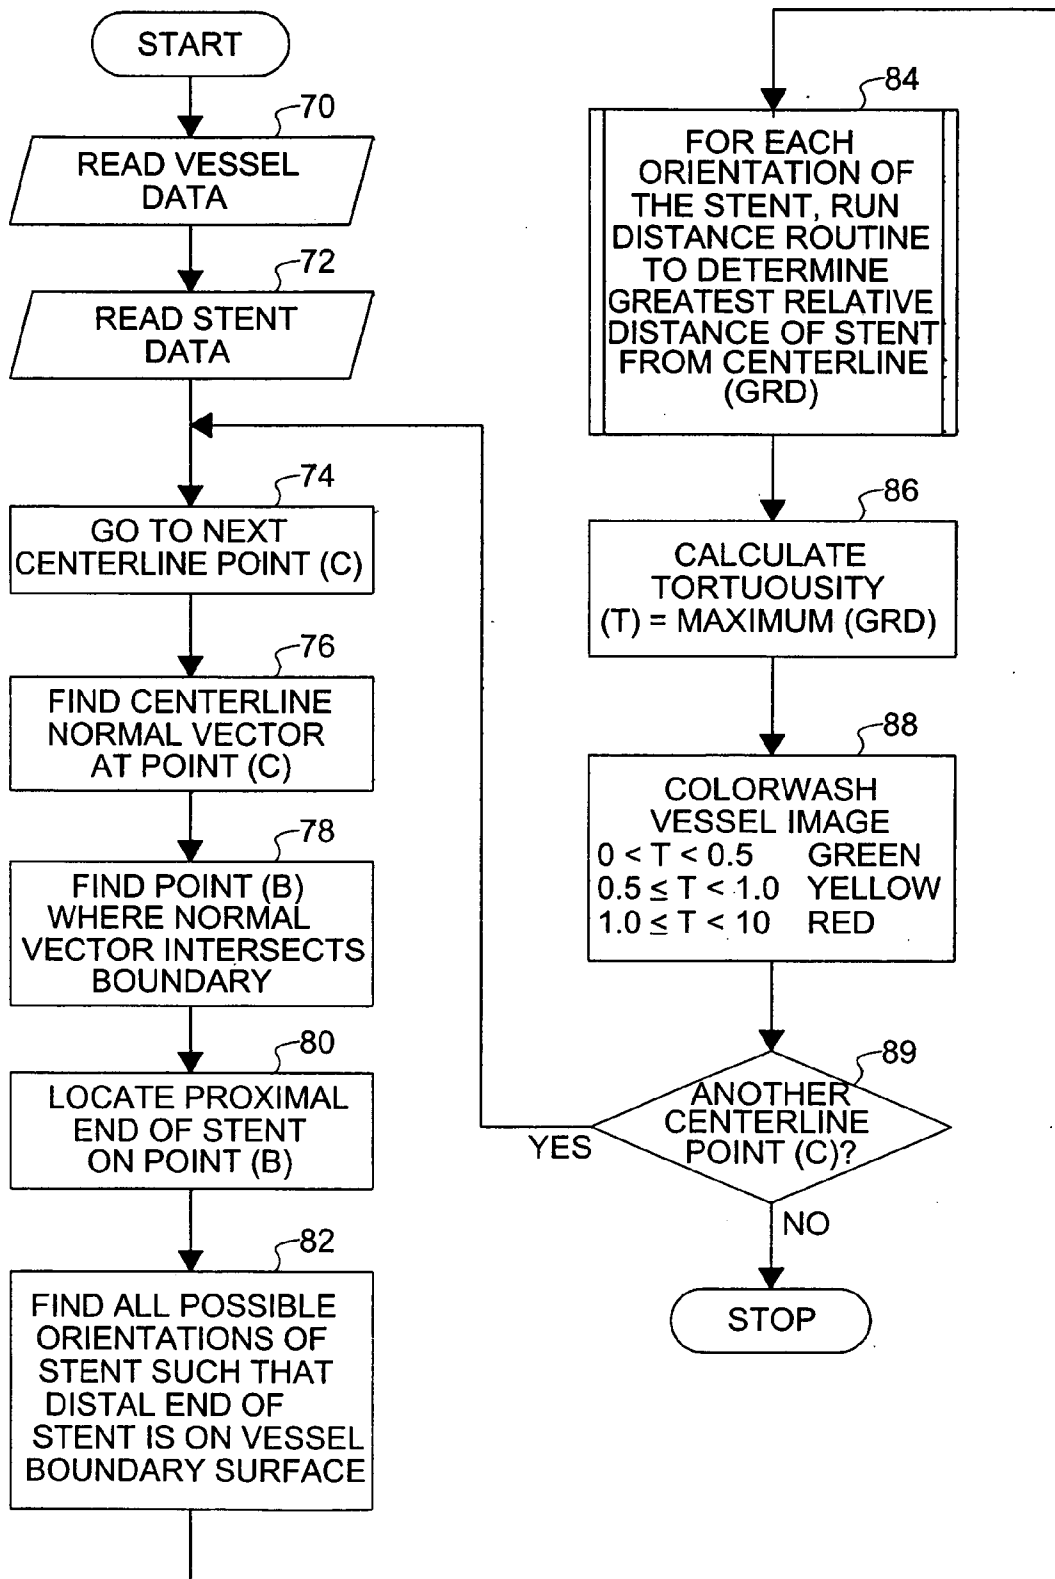 START
70
READ VESSEL
DATA
72
READ STENT
DATA
74
GO TO NEXT
CENTERLINE POINT (C)
76
FIND CENTERLINE
NORMAL VECTOR
AT POINT (C)
78
FIND POINT (B)
WHERE NORMAL
VECTOR INTERSECTS
BOUNDARY
80
LOCATE PROXIMAL
END OF STENT
ON POINT (B)
82
FIND ALL POSSIBLE
ORIENTATIONS OF
STENT SUCH THAT
DISTAL END OF
STENT IS ON VESSEL
BOUNDARY SURFACE
84
FOR EACH
ORIENTATION OF
THE STENT, RUN
DISTANCE ROUTINE
TO DETERMINE
GREATEST RELATIVE
DISTANCE OF STENT
FROM CENTERLINE
(GRD)
86
CALCULATE
TORTUOUSITY
(T) = MAXIMUM (GRD)
88
COLORWASH
VESSEL IMAGE
0 < T < 0.5 GREEN
0.5 ≤ T < 1.0 YELLOW
1.0 ≤ T < 10 RED
89
ANOTHER
CENTERLINE
POINT (C)?
YES
NO
STOP